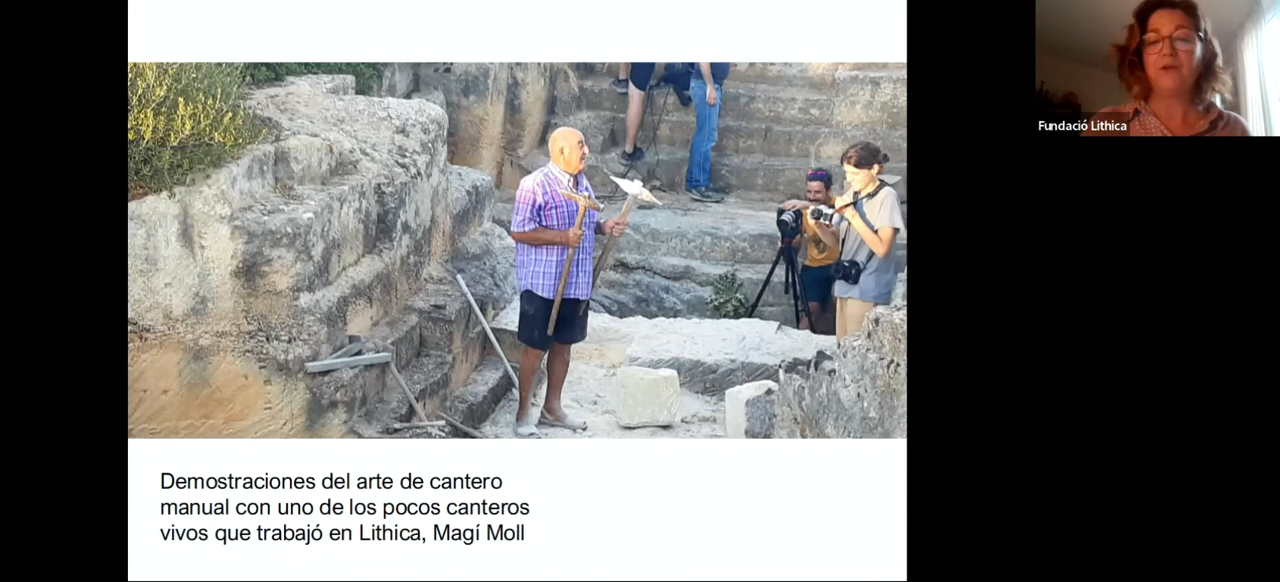 Fundació Lithica
Demostraciones del arte de cantero
manual con uno de los pocos canteros
vivos que trabajó en Lithica, Magí Moll